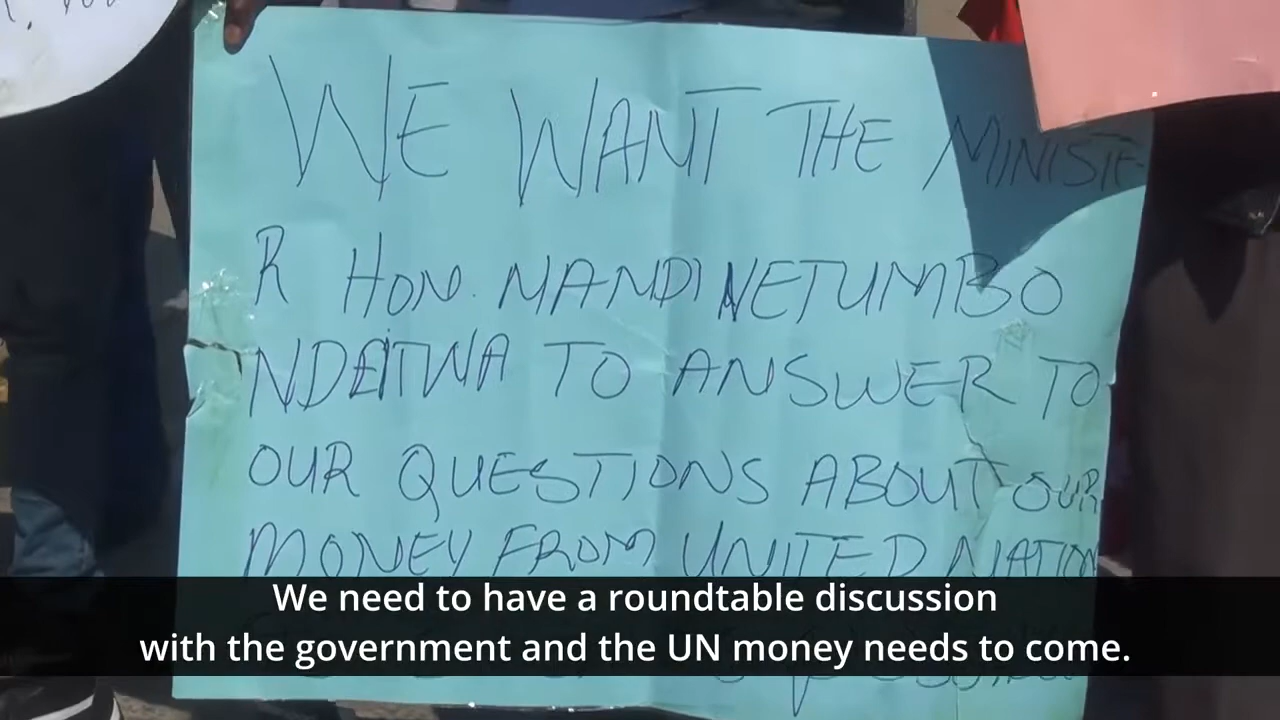 WE WANT THE MINISTE
R HON. NANDI NETUMBO
NDEITWA TO ANSWER TO
OUR QUESTIONS ABOUT OUR
MONEY FROM UNITED NATION
We need to have a roundtable discussion
with the government and the UN money needs to come.